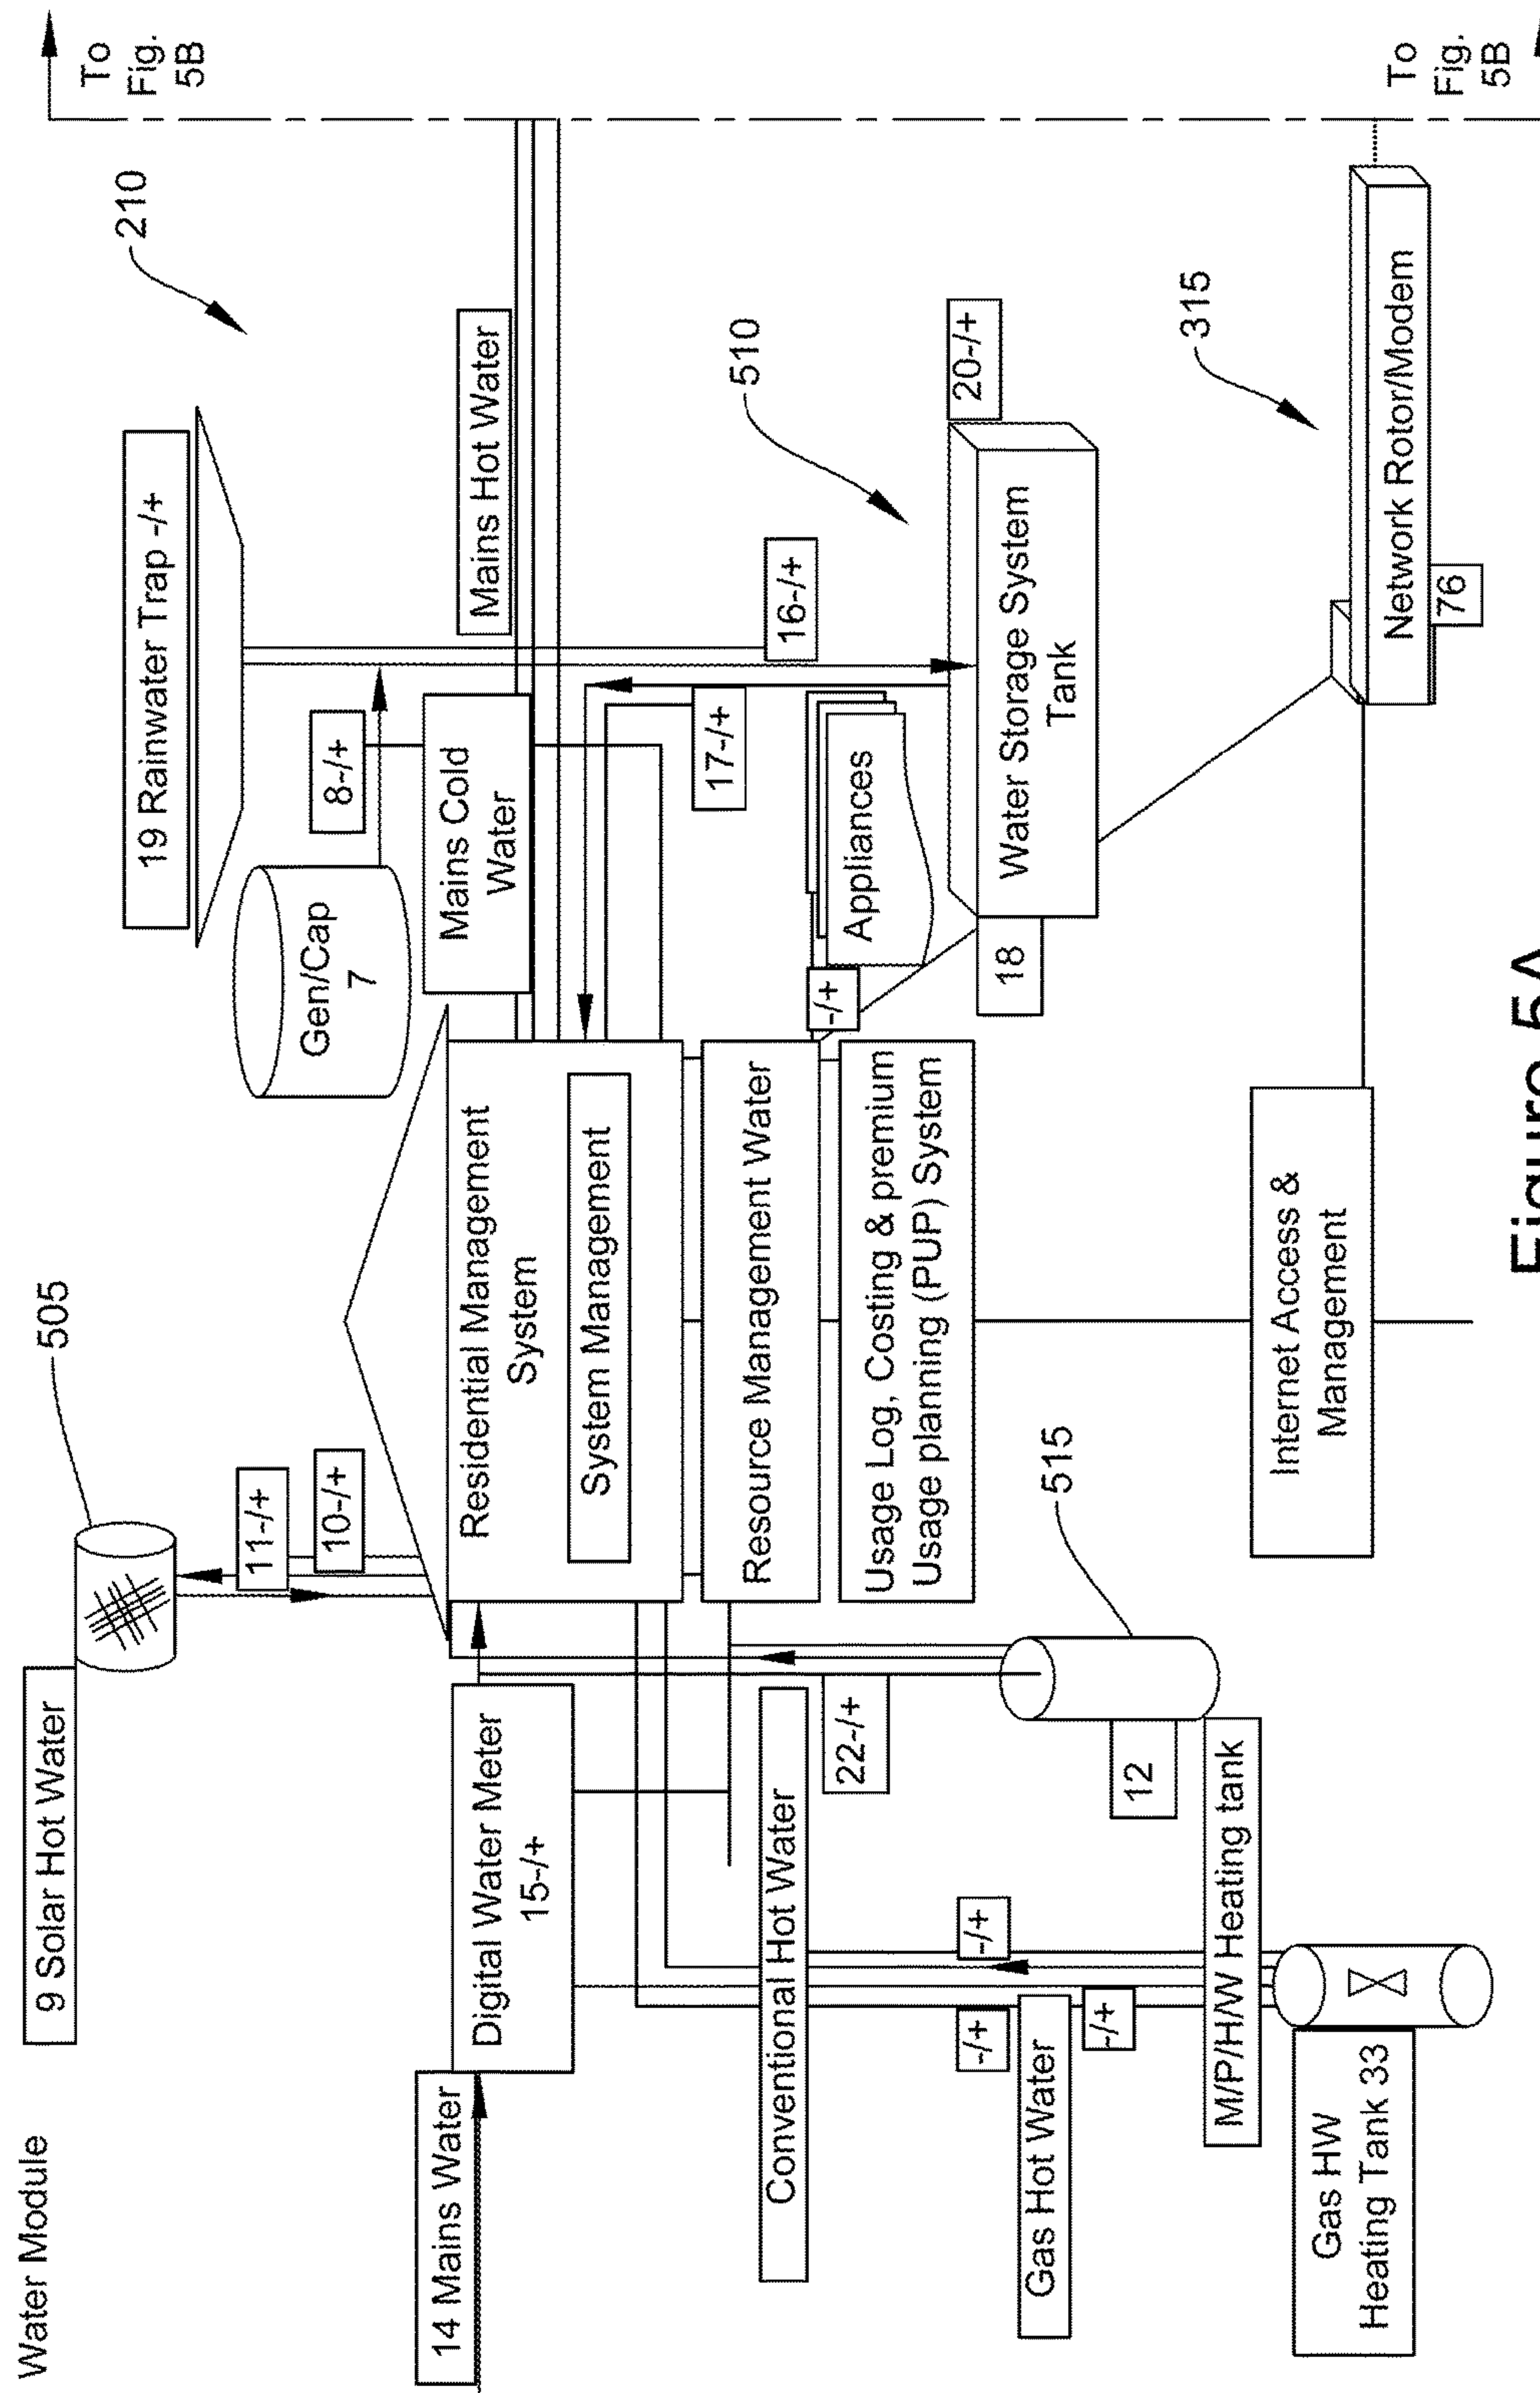 Water Module
9 Solar Hot Water
505
11-/+
10-/+
19 Rainwater Trap -/+
210
To
Fig.
5B
Gen/Cap
7
8-/+
Mains Cold
Water
Mains Hot Water
14 Mains Water
Digital Water Meter
15-/+
Residential Management
System
System Management
Resource Management Water
Usage Log, Costing & premium
Usage planning (PUP) System
16-/+
17-/+
Appliances
-/+
510
20-/+
Water Storage System
Tank
18
Conventional Hot Water
22-/+
515
12
-/+
-/+
Gas Hot Water
-/+
M/P/H/W Heating tank
Gas HW
Heating Tank 33
Internet Access &
Management
315
Network Rotor/Modem
76
To
Fig.
5B
Figure 5A